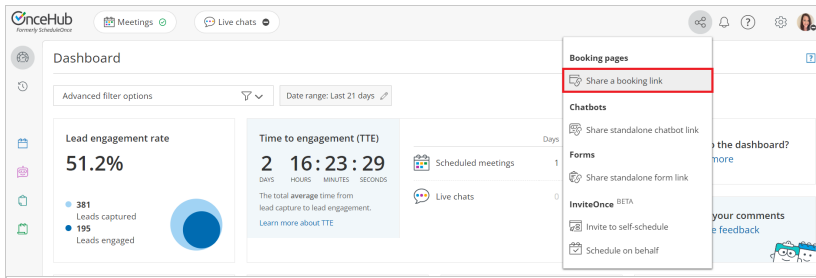 OnceHub
Formerly ScheduleOnce
Meetings
Live chats
Dashboard
Advanced filter options
Date range: Last 21 days
Lead engagement rate
51.2%
381
Leads captured
195
Leads engaged
Time to engagement (TTE)
2 16 : 23 : 29
DAYS HOURS MINUTES SECONDS
The total average time from
lead capture to lead engagement.
Learn more about TTE
Days
Scheduled meetings 1
Live chats 0
Booking pages
Share a booking link
Chatbots
Share standalone chatbot link
Forms
Share standalone form link
InviteOnce BETA
Invite to self-schedule
Schedule on behalf
the dashboard?
more
your comments
feedback